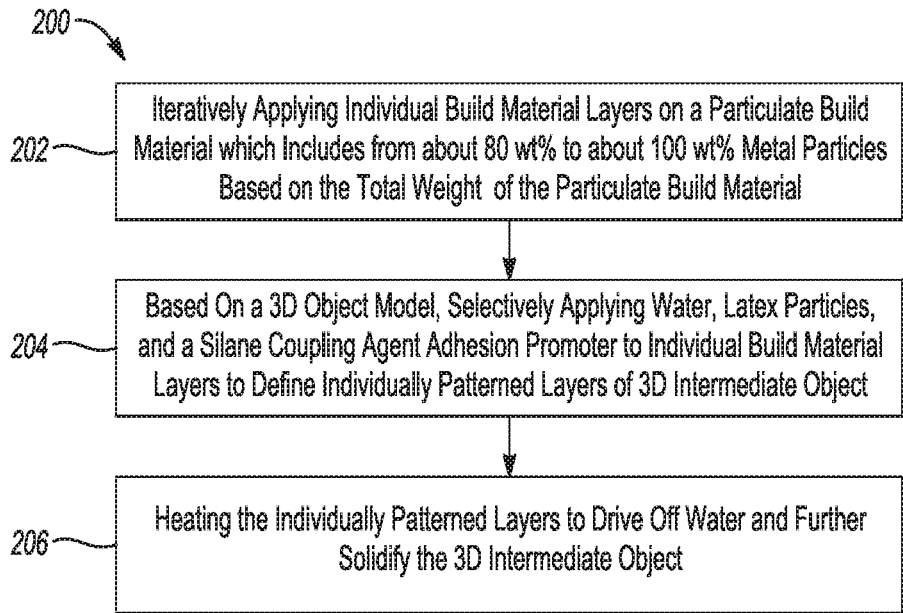 200
202
Iteratively Applying Individual Build Material Layers on a Particulate Build
Material which Includes from about 80 wt% to about 100 wt% Metal Particles
Based on the Total Weight of the Particulate Build Material
204
Based On a 3D Object Model, Selectively Applying Water, Latex Particles,
and a Silane Coupling Agent Adhesion Promoter to Individual Build Material
Layers to Define Individually Patterned Layers of 3D Intermediate Object
206
Heating the Individually Patterned Layers to Drive Off Water and Further
Solidify the 3D Intermediate Object